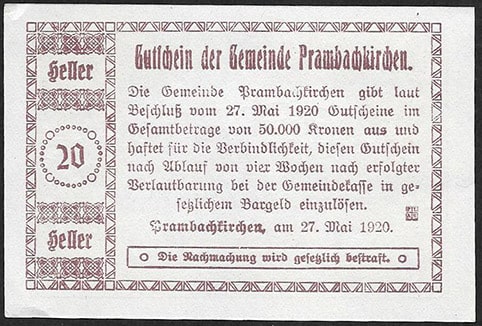 Heller
20
Heller
Gutschein der Gemeinde Prambachkirchen.
Die Gemeinde Prambachkirchen gibt laut
Beschluß vom 27. Mai 1920 Gutscheine im
Gesamtbetrage von 50.000 Kronen aus und
haftet für die Verbindlichkeit, diesen Gutschein
nach Ablauf von vier Wochen nach erfolgter
Verlautbarung bei der Gemeindekasse in ge-
setzlichem Bargeld einzulösen.
Prambachkirchen, am 27. Mai 1920.
Die Nachmachung wird gesetzlich bestraft.